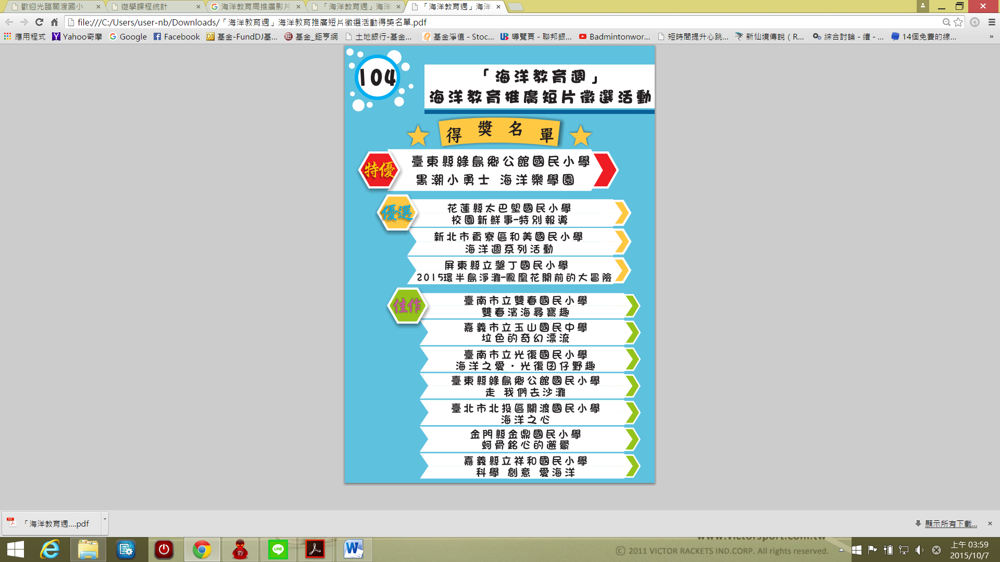 歡迎光臨關渡國小
遊學課程統計
海洋教育周推廣影片
「海洋教育週」海洋
「海洋教育週」海洋
file:///C:/Users/user-nb/Downloads/「海洋教育週」海洋教育推廣短片徵選活動得獎名單.pdf
應用程式
Yahoo奇摩
Google
Facebook
基金-FundDJ基...
基金_鉅亨網
土地銀行-基金...
基金淨值 - Stoc...
導覽頁 - 聯邦銀...
Badmintonwor...
短時間提升心跳...
新仙境傳說 ( R...
綜合討論 - 續 - ...
14個免費的線...
»
104
「海洋教育週」
海洋教育推廣短片徵選活動
得獎名單
特優
臺東縣綠島鄉公館國民小學
黑潮小勇士 海洋樂學園
優選
花蓮縣太巴塱國民小學
校園新鮮事-特別報導
新北市貢寮區和美國民小學
海洋週系列活動
屏東縣立墾丁國民小學
2015環半島淨灘-鳳凰花開前的大冒險
佳作
臺南市立雙春國民小學
雙春濱海尋寶趣
嘉義市立玉山國民中學
垃色的奇幻漂流
臺南市立光復國民小學
海洋之愛·光復囝仔野趣
臺東縣綠島鄉公館國民小學
走 我們去沙灘
臺北市北投區關渡國民小學
海洋之心
金門縣金鼎國民小學
蚵骨銘心的邂靨
嘉義縣立祥和國民小學
科學 創意 愛海洋
「海洋教育週....pdf
顯示所有下載...
www.victorsport.com.tw
© 2011 VICTOR RACKETS IND.CORP. All rights reserved.
上午 03:59
2015/10/7